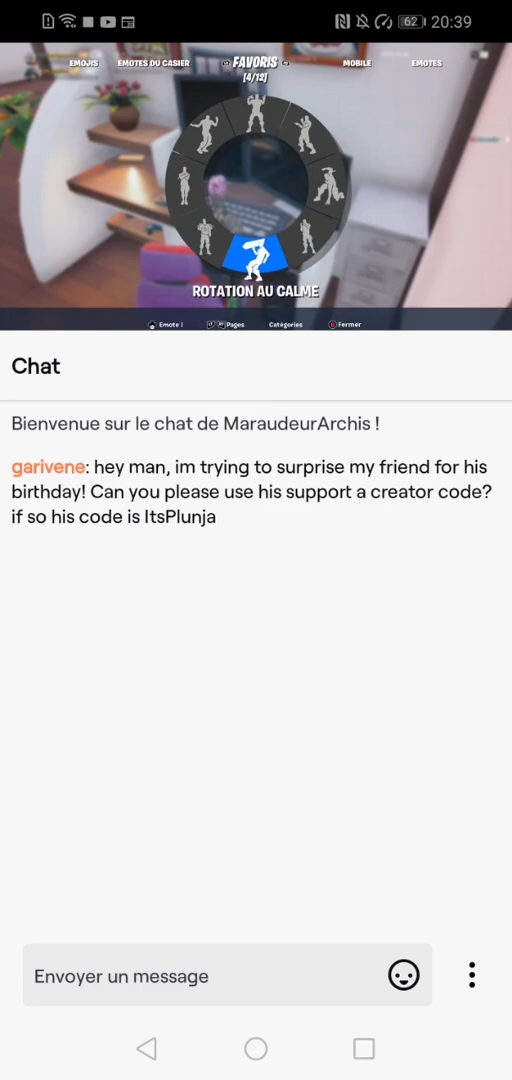 62 20:39
EMOJIS EMOTES DU CASIER FAVORIS MOBILE EMOTES
[4/12]
ROTATION AU CALME
Emote ! Pages Catégories Fermer
Chat
Bienvenue sur le chat de MaraudeurArchis !
garivene: hey man, im trying to surprise my friend for his
birthday! Can you please use his support a creator code?
if so his code is ItsPlunja
Envoyer un message